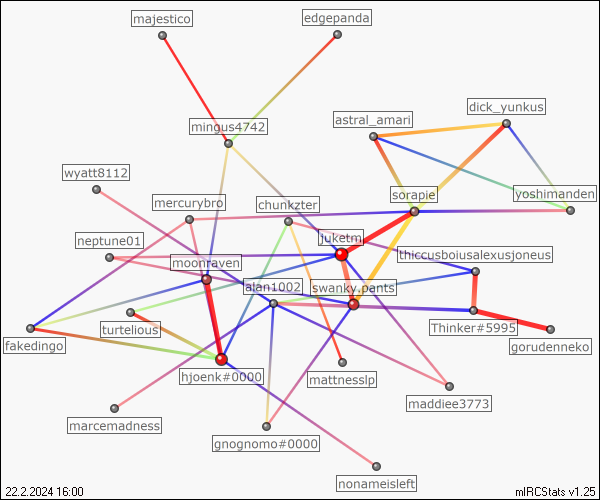 majestico
edgepanda
dick_yunkus
astral_amari
mingus4742
wyatt8112
yoshimanden
sorapie
mercurybro
chunkzter
juketm
neptune01
thiccusboiusalexusjoneus
moonraven
alan1002
swanky.pents
turtelious
Thinker#5995
fakedingo
gorudenneko
hjoenk#0000
mattnesslp
maddiee3773
marcemadness
gnognomo#0000
nonameisleft
22.2.2024 16:00
mIRCStats v1.25